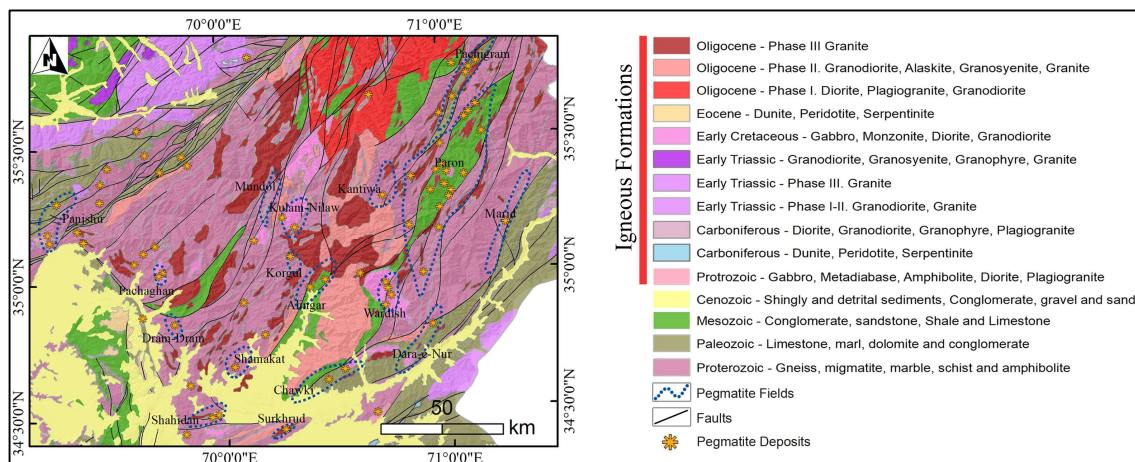 70°0'0"E
71°0'0"E
N
35°30'0"N
35°0'0"N
34°30'0"N
Pachigram
Paron
Mundol
Kantiwa
Kulam-Nilaw
Marid
Panjshir
Korgul
Pachaghan
Alingar
Wardish
Dram-Dram
Dara-e-Nur
Shamakat
Chawki
Shahidan
Surkhrud
50
km
35°30'0"N
35°0'0"N
34°30'0"N
70°0'0"E
71°0'0"E
Igneous Formations
Oligocene - Phase III Granite
Oligocene - Phase II. Granodiorite, Alaskite, Granosyenite, Granite
Oligocene - Phase I. Diorite, Plagiogranite, Granodiorite
Eocene - Dunite, Peridotite, Serpentinite
Early Cretaceous - Gabbro, Monzonite, Diorite, Granodiorite
Early Triassic - Granodiorite, Granosyenite, Granophyre, Granite
Early Triassic - Phase III. Granite
Early Triassic - Phase I-II. Granodiorite, Granite
Carboniferous - Diorite, Granodiorite, Granophyre, Plagiogranite
Carboniferous - Dunite, Peridotite, Serpentinite
Protrozoic - Gabbro, Metadiabase, Amphibolite, Diorite, Plagiogranite
Cenozoic - Shingly and detrital sediments, Conglomerate, gravel and sand
Mesozoic - Conglomerate, sandstone, Shale and Limestone
Paleozoic - Limestone, marl, dolomite and conglomerate
Proterozoic - Gneiss, migmatite, marble, schist and amphibolite
Pegmatite Fields
Faults
Pegmatite Deposits